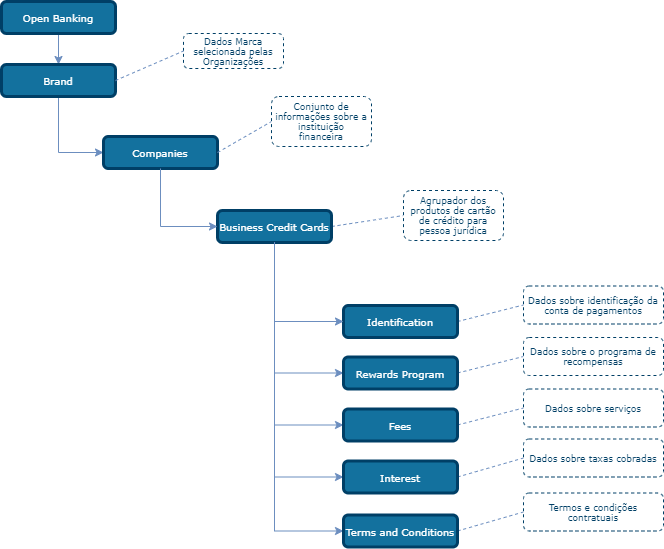 Open Banking
Dados Marca
selecionada pelas
Organizações
Brand
Conjunto de
informações sobre a
instituição
financeira
Companies
Agrupador dos
produtos de cartão
de crédito para
pessoa jurídica
Business Credit Cards
Dados sobre identificação da
conta de pagamentos
Identification
Dados sobre o programa de
recompensas
Rewards Program
Dados sobre serviços
Fees
Dados sobre taxas cobradas
Interest
Termos e condições
contratuais
Terms and Conditions